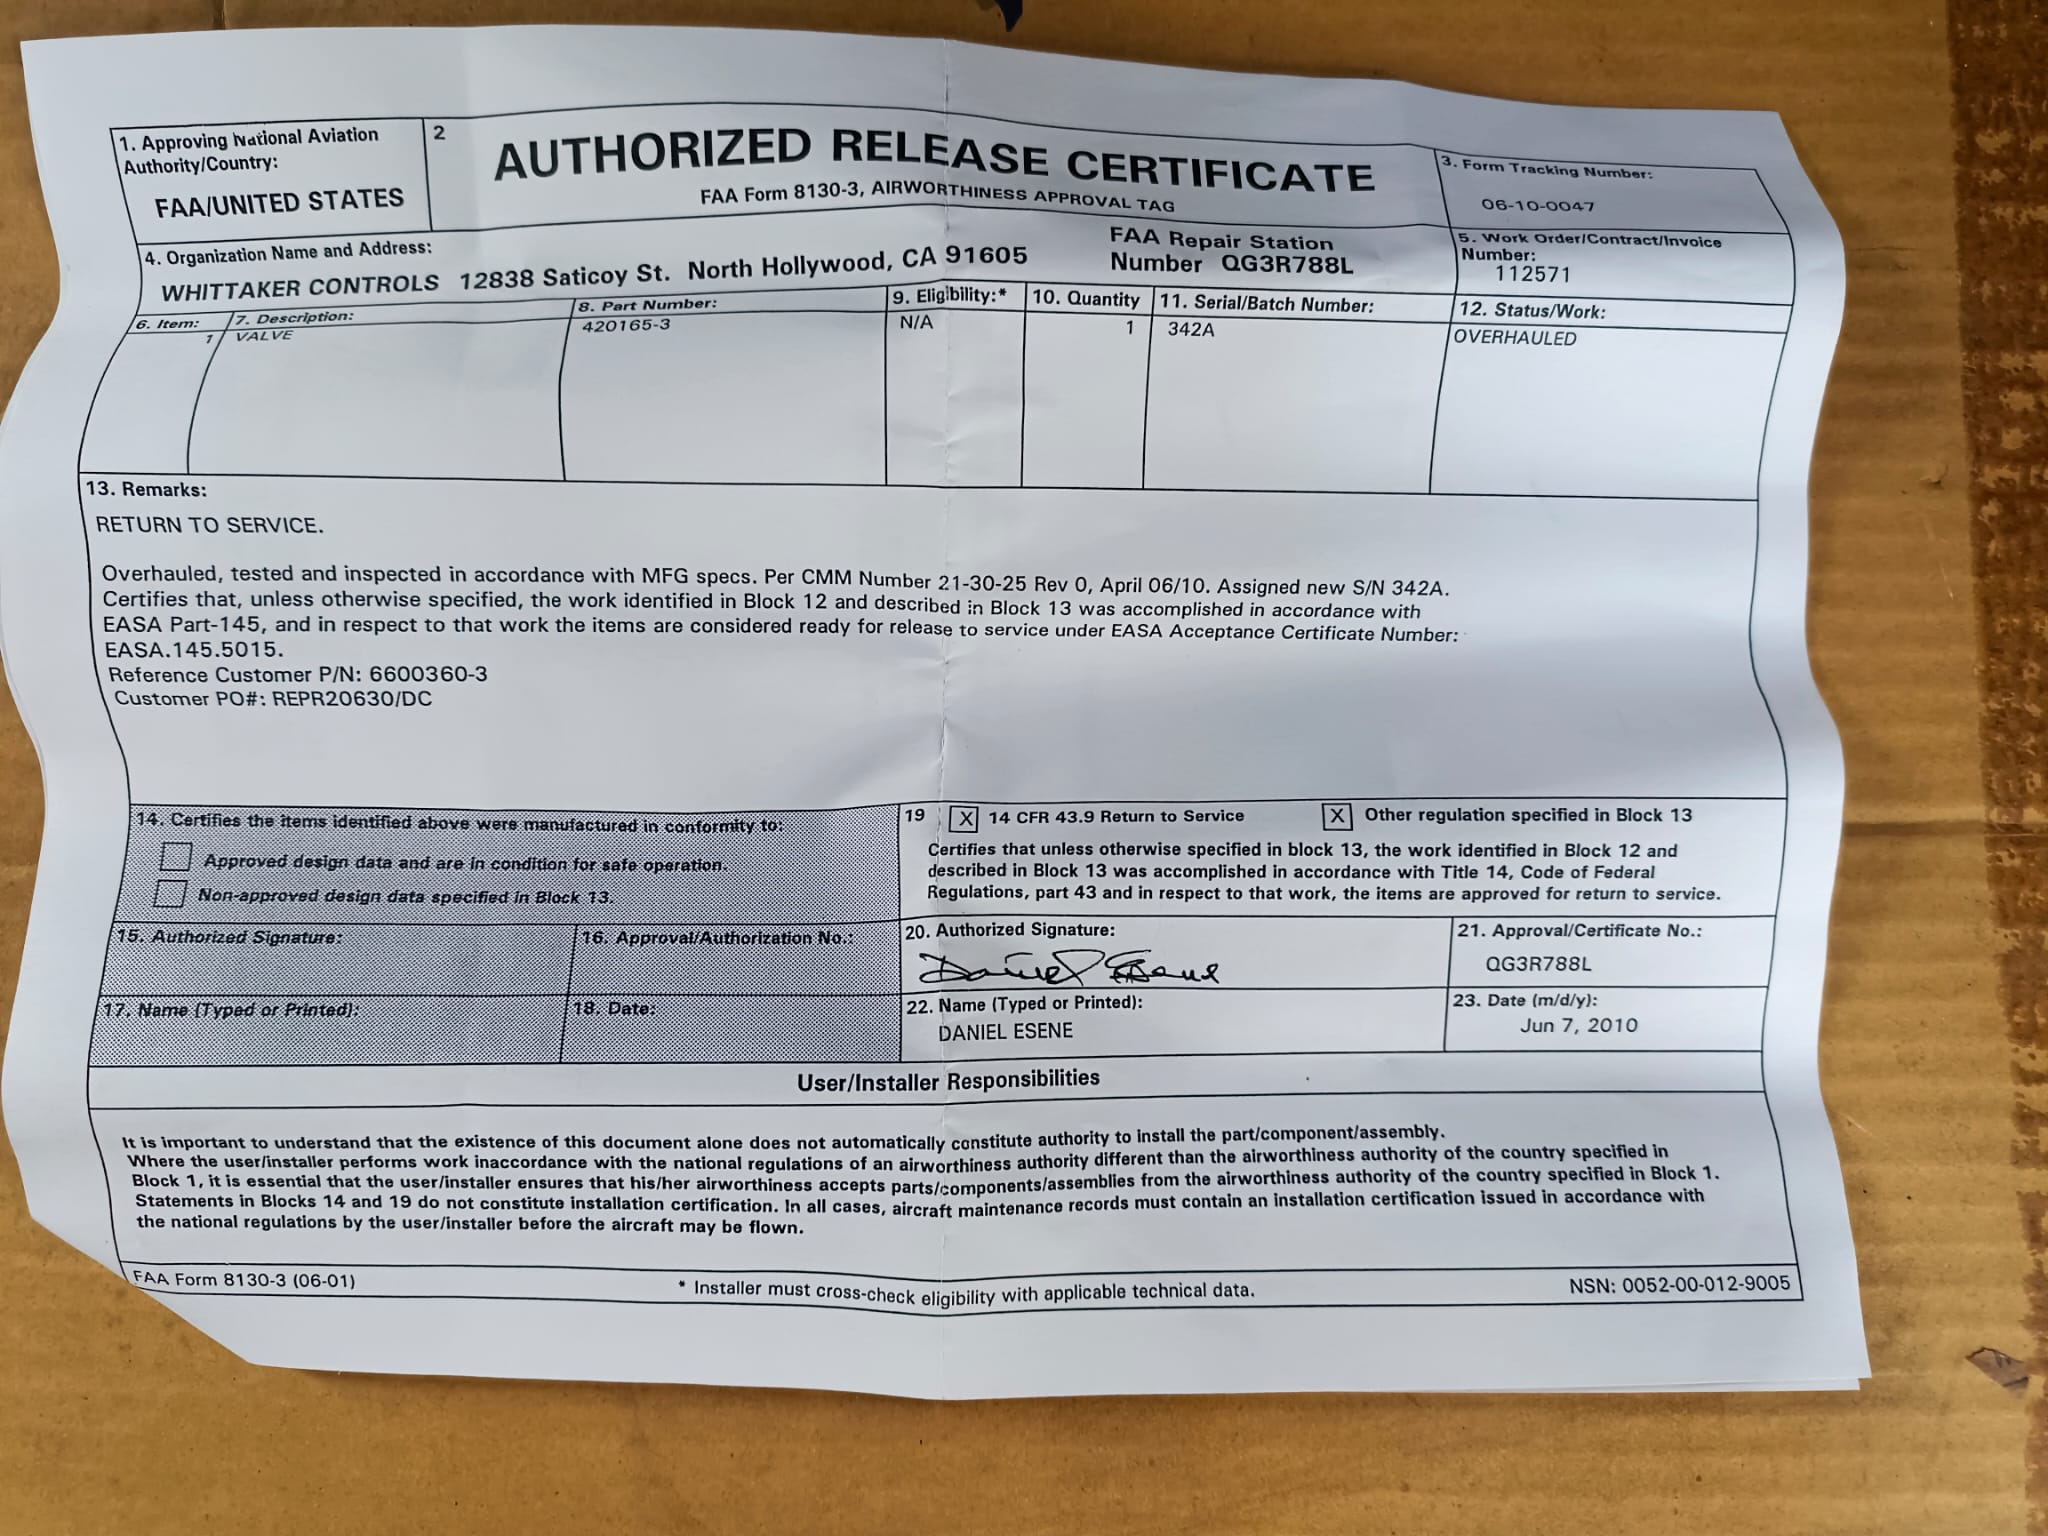 1. Approving National Aviation
Authority/Country:
FAA/UNITED STATES
2
AUTHORIZED RELEASE CERTIFICATE
FAA Form 8130-3, AIRWORTHINESS APPROVAL TAG
3. Form Tracking Number:
06-10-0047
4. Organization Name and Address:
WHITTAKER CONTROLS 12838 Saticoy St. North Hollywood, CA 91605
FAA Repair Station
Number QG3R788L
5. Work Order/Contract/Invoice
Number:
112571
6. Item:
7. Description:
8. Part Number:
9. Eligibility:*
10. Quantity
11. Serial/Batch Number:
12. Status/Work:
1
VALVE
420165-3
N/A
1
342A
OVERHAULED
13. Remarks:
RETURN TO SERVICE.
Overhauled, tested and inspected in accordance with MFG specs. Per CMM Number 21-30-25 Rev 0, April 06/10. Assigned new S/N 342A.
Certifies that, unless otherwise specified, the work identified in Block 12 and described in Block 13 was accomplished in accordance with
EASA Part-145, and in respect to that work the items are considered ready for release to service under EASA Acceptance Certificate Number:
EASA.145.5015.
Reference Customer P/N: 6600360-3
Customer PO#: REPR20630/DC
14. Certifies the items identified above were manufactured in conformity to:
Approved design data and are in condition for safe operation.
Non-approved design data specified in Block 13.
19
X 14 CFR 43.9 Return to Service
X Other regulation specified in Block 13
Certifies that unless otherwise specified in block 13, the work identified in Block 12 and
described in Block 13 was accomplished in accordance with Title 14, Code of Federal
Regulations, part 43 and in respect to that work, the items are approved for return to service.
15. Authorized Signature:
16. Approval/Authorization No.:
20. Authorized Signature:
Daniel Esene
21. Approval/Certificate No.:
QG3R788L
17. Name (Typed or Printed):
18. Date:
22. Name (Typed or Printed):
DANIEL ESENE
23. Date (m/d/y):
Jun 7, 2010
User/Installer Responsibilities
It is important to understand that the existence of this document alone does not automatically constitute authority to install the part/component/assembly.
Where the user/installer performs work inaccordance with the national regulations of an airworthiness authority different than the airworthiness authority of the country specified in
Block 1, it is essential that the user/installer ensures that his/her airworthiness accepts parts/components/assemblies from the airworthiness authority of the country specified in Block 1.
Statements in Blocks 14 and 19 do not constitute installation certification. In all cases, aircraft maintenance records must contain an installation certification issued in accordance with
the national regulations by the user/installer before the aircraft may be flown.
FAA Form 8130-3 (06-01)
* Installer must cross-check eligibility with applicable technical data.
NSN: 0052-00-012-9005